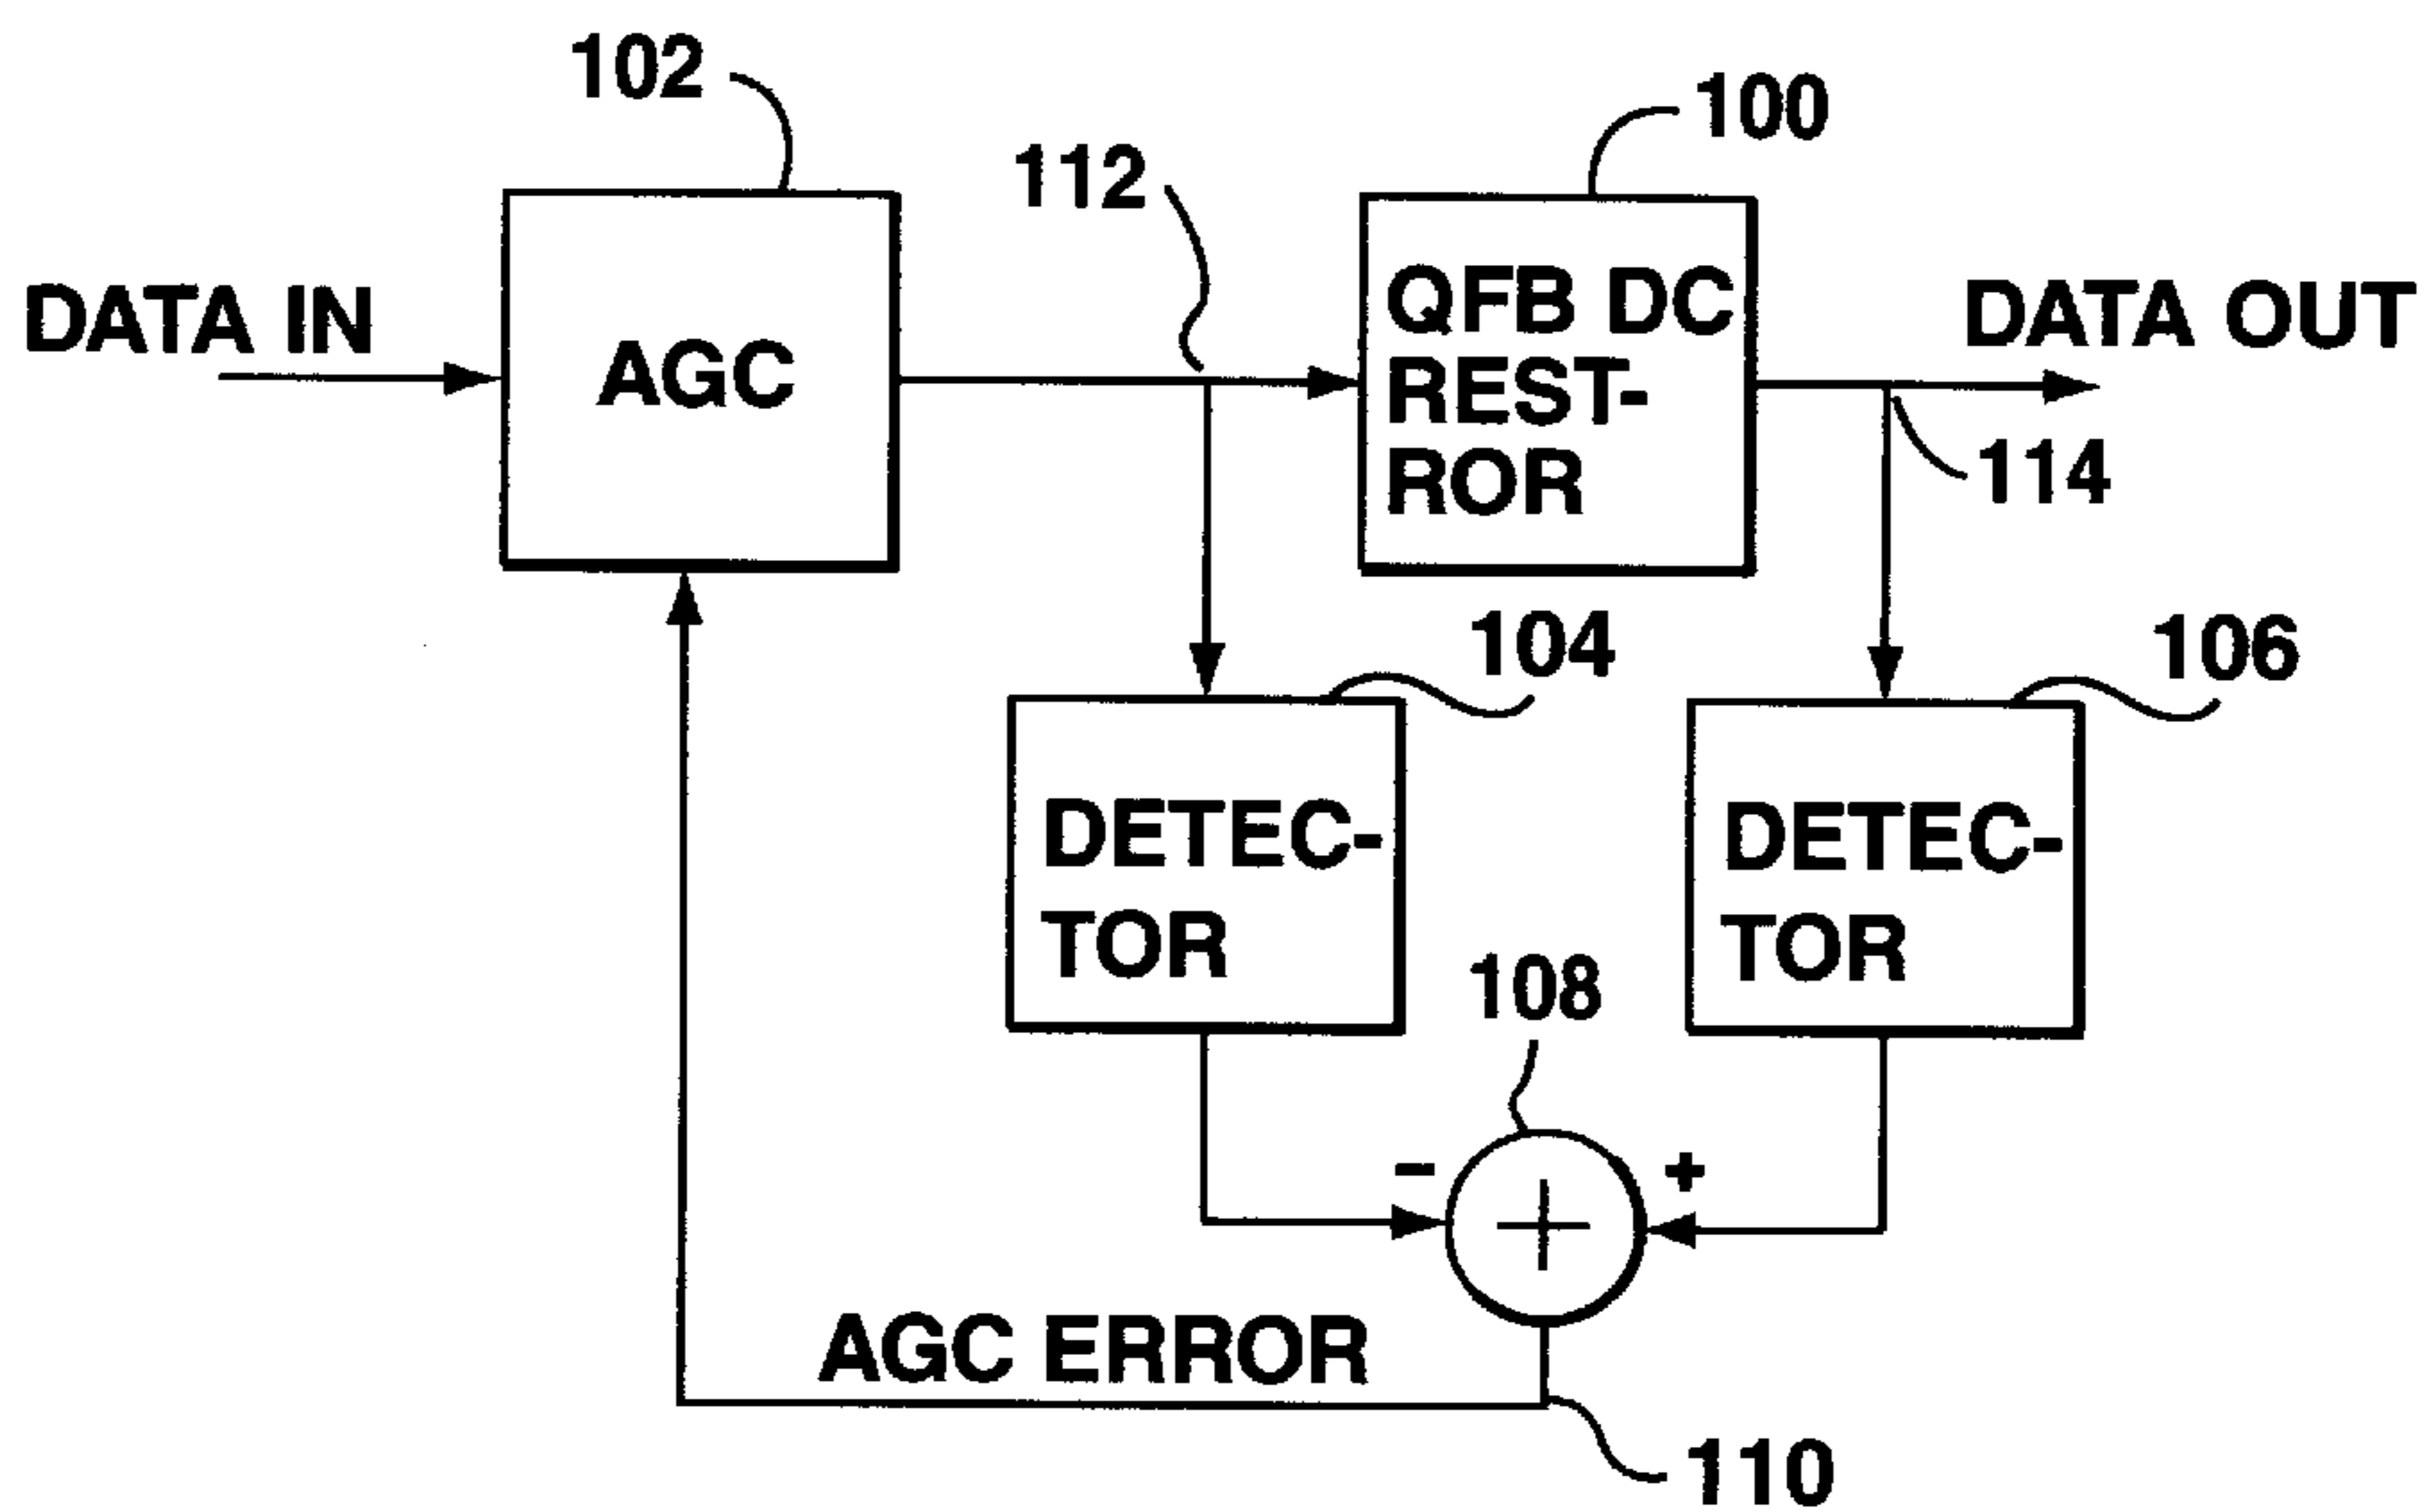 102
100
112
DATA IN
AGC
QFB DC
REST-
ROR
DATA OUT
114
104
106
DETEC-
TOR
DETEC-
TOR
108
-
+
+
AGC ERROR
110